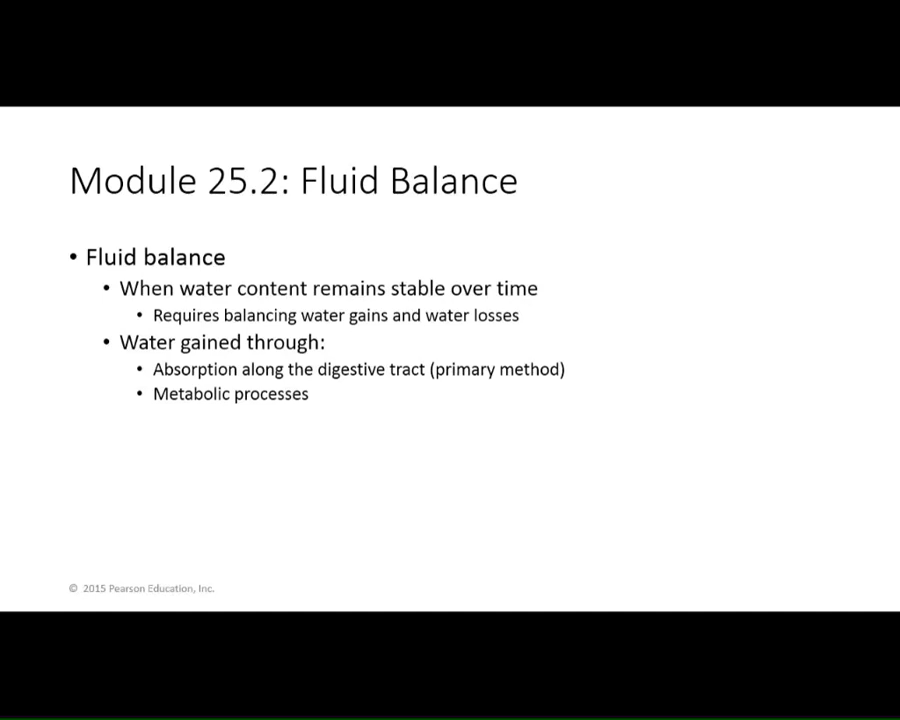 Module 25.2: Fluid Balance
• Fluid balance
• When water content remains stable over time
• Requires balancing water gains and water losses
• Water gained through:
• Absorption along the digestive tract (primary method)
• Metabolic processes
© 2015 Pearson Education, Inc.